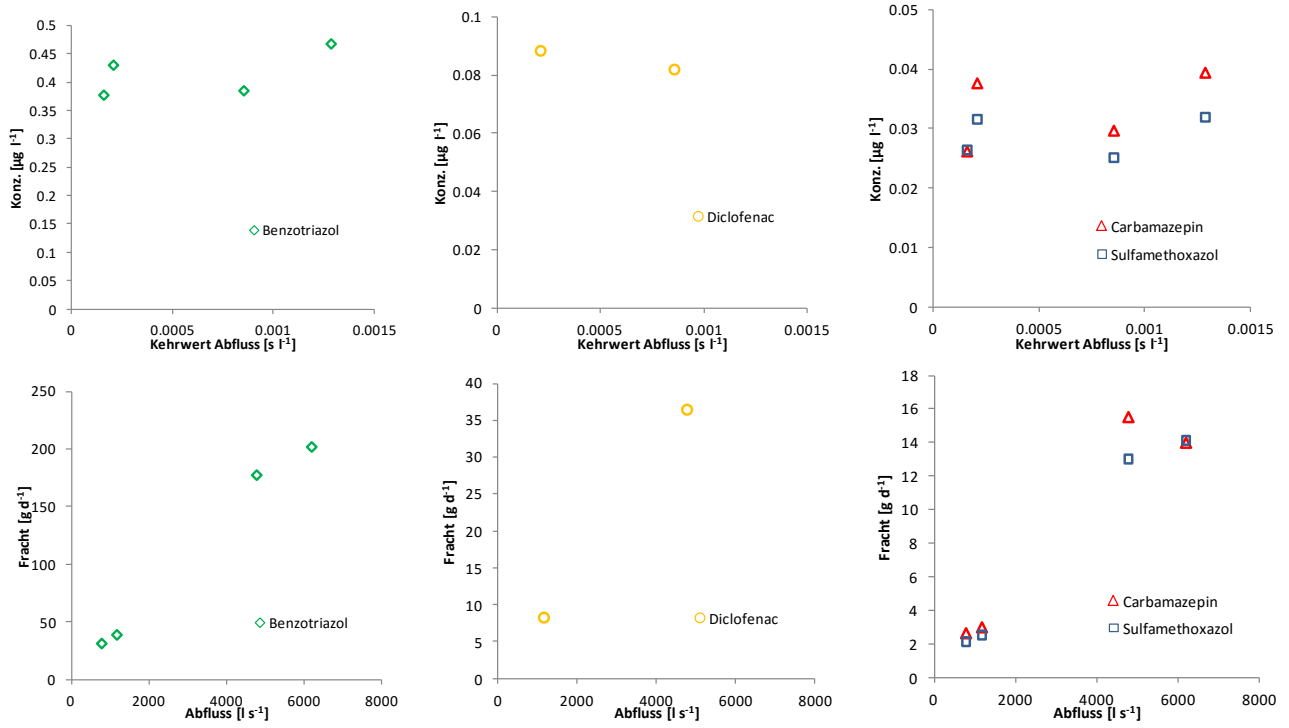 0.5
0.45
0.4
0.35
0.3
0.25
0.2
0.15
0.1
0.05
0
Konz. [µg l⁻¹]
Benzotriazol
0 0.0005 0.001 0.0015
Kehrwert Abfluss [s l⁻¹]
0.1
0.08
0.06
0.04
0.02
0
Konz. [µg l⁻¹]
Diclofenac
0 0.0005 0.001 0.0015
Kehrwert Abfluss [s l⁻¹]
0.05
0.04
0.03
0.02
0.01
0
Konz. [µg l⁻¹]
Carbamazepin
Sulfamethoxazol
0 0.0005 0.001 0.0015
Kehrwert Abfluss [s l⁻¹]
250
200
150
100
50
0
Fracht [g d⁻¹]
Benzotriazol
0 2000 4000 6000 8000
Abfluss [l s⁻¹]
40
35
30
25
20
15
10
5
0
Fracht [g d⁻¹]
Diclofenac
0 2000 4000 6000 8000
Abfluss [l s⁻¹]
18
16
14
12
10
8
6
4
2
0
Fracht [g d⁻¹]
Carbamazepin
Sulfamethoxazol
0 2000 4000 6000 8000
Abfluss [l s⁻¹]